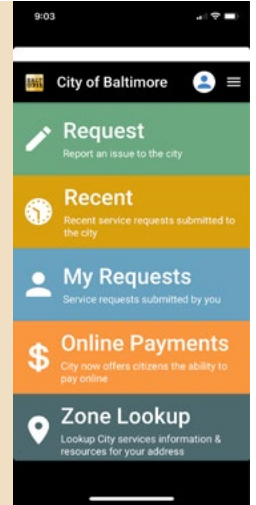 9:03
City of Baltimore
Request
Report an issue to the city
Recent
Recent service requests submitted to
the city
My Requests
Service requests submitted by you
Online Payments
City now offers citizens the ability to
pay online
Zone Lookup
Lookup City services information &
resources for your address